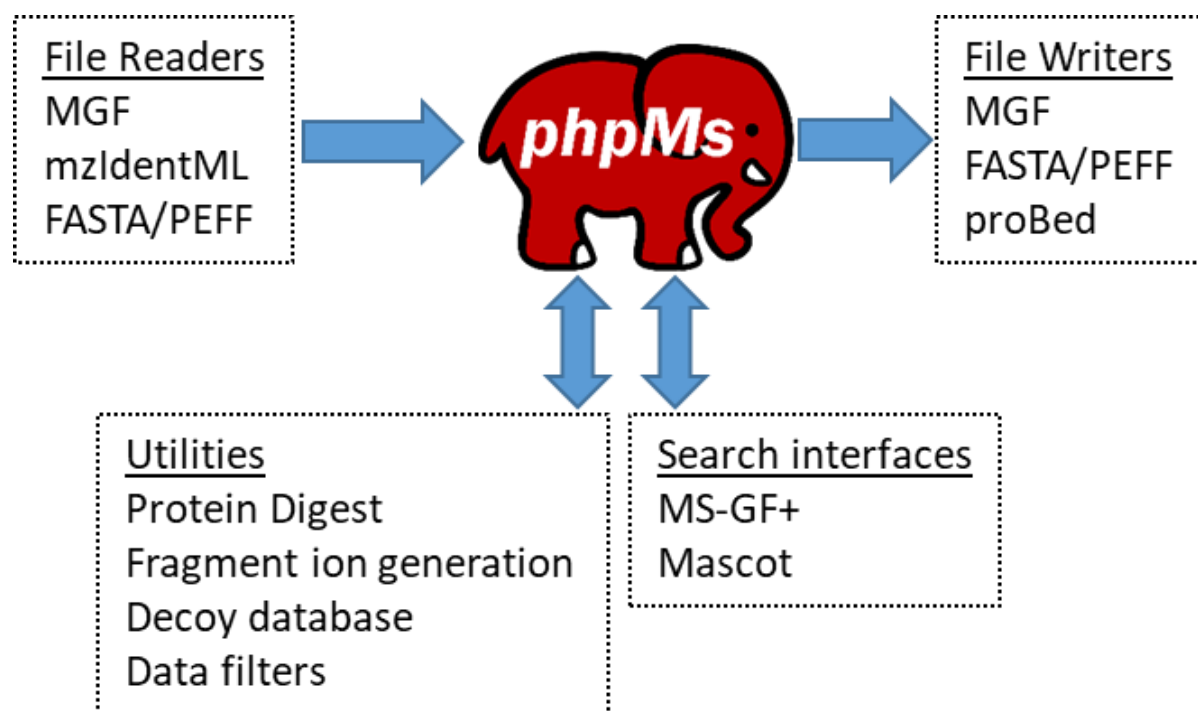 File Readers
MGF
mzIdentML
FASTA/PEFF
phpMs
File Writers
MGF
FASTA/PEFF
proBed
Utilities
Protein Digest
Fragment ion generation
Decoy database
Data filters
Search interfaces
MS-GF+
Mascot